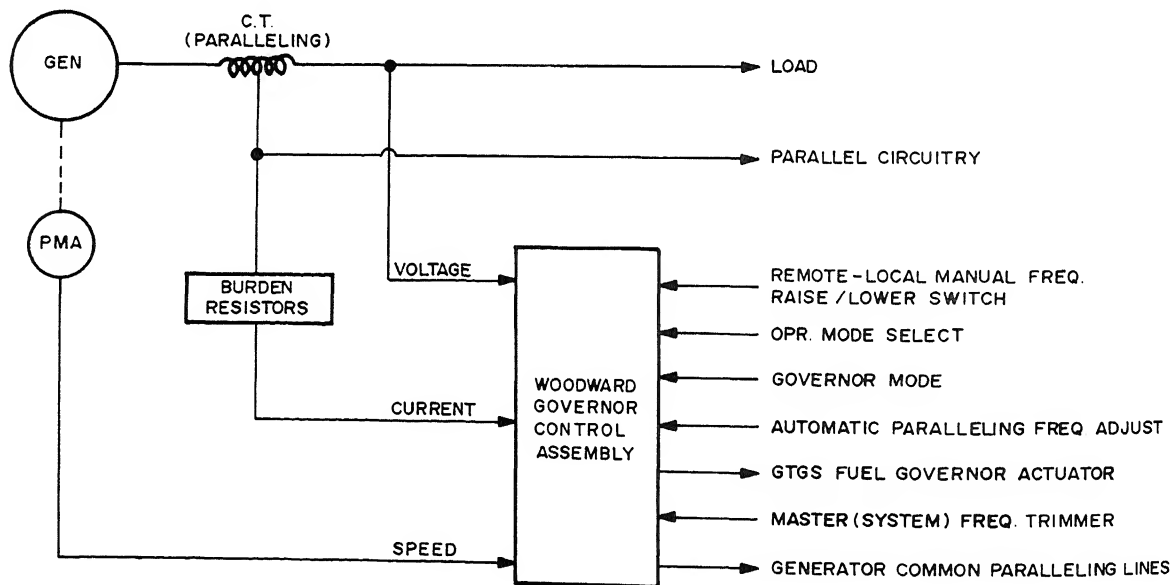 C.T.
(PARALLELING)
GEN
LOAD
PARALLEL CIRCUITRY
PMA
VOLTAGE
BURDEN
RESISTORS
REMOTE-LOCAL MANUAL FREQ.
RAISE/LOWER SWITCH
OPR. MODE SELECT
WOODWARD
GOVERNOR
CONTROL
ASSEMBLY
GOVERNOR MODE
CURRENT
AUTOMATIC PARALLELING FREQ. ADJUST
GTGS FUEL GOVERNOR ACTUATOR
MASTER (SYSTEM) FREQ. TRIMMER
SPEED
GENERATOR COMMON PARALLELING LINES